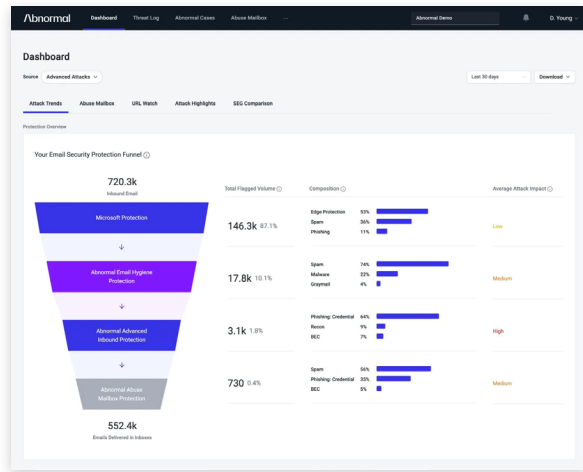 Abnormal Dashboard Threat Log Abnormal Cases Abuse Mailbox ... Abnormal Demo D. Young
Dashboard
Source Advanced Attacks Last 30 days Download
Attack Trends Abuse Mailbox URL Watch Attack Highlights SEG Comparison
Protection Overview
Your Email Security Protection Funnel
720.3k
Inbound Email
Total Flagged Volume Composition Average Attack Impact
Microsoft Protection
146.3k 87.1%
Edge Protection 53%
Spam 36%
Phishing 11%
Low
Abnormal Email Hygiene
Protection
17.8k 10.1%
Spam 74%
Malware 22%
Graymail 4%
Medium
Abnormal Advanced
Inbound Protection
3.1k 1.8%
Phishing: Credential 64%
Recon 9%
BEC 7%
High
Abnormal Abuse
Mailbox Protection
730 0.4%
Spam 56%
Phishing: Credential 35%
BEC 5%
Medium
552.4k
Emails Delivered in Inboxes